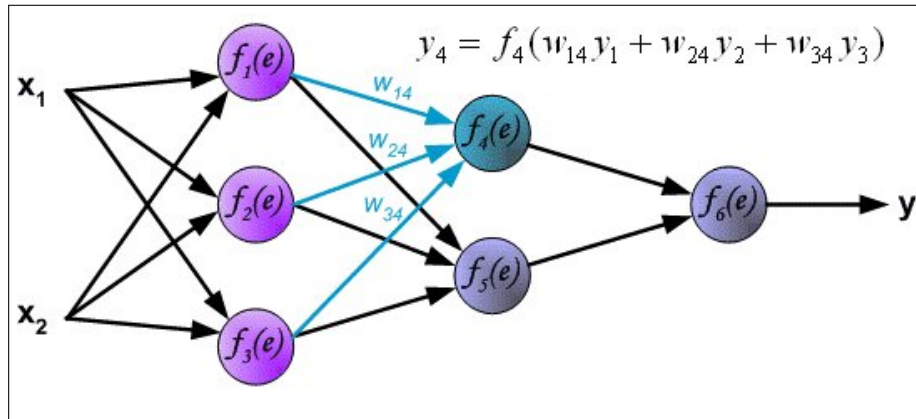 y₄ = f₄(w₁₄y₁ + w₂₄y₂ + w₃₄y₃)
f₁(e)
x₁
w₁₄
f₄(e)
w₂₄
f₂(e)
w₃₄
f₆(e)
y
f₅(e)
x₂
f₃(e)